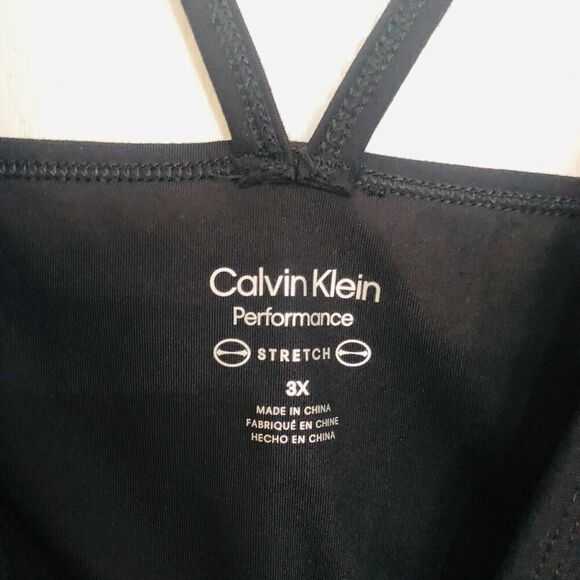 Calvin Klein
Performance
STRETCH
3X
MADE IN CHINA
FABRIQUÉ EN CHINE
HECHO EN CHINA